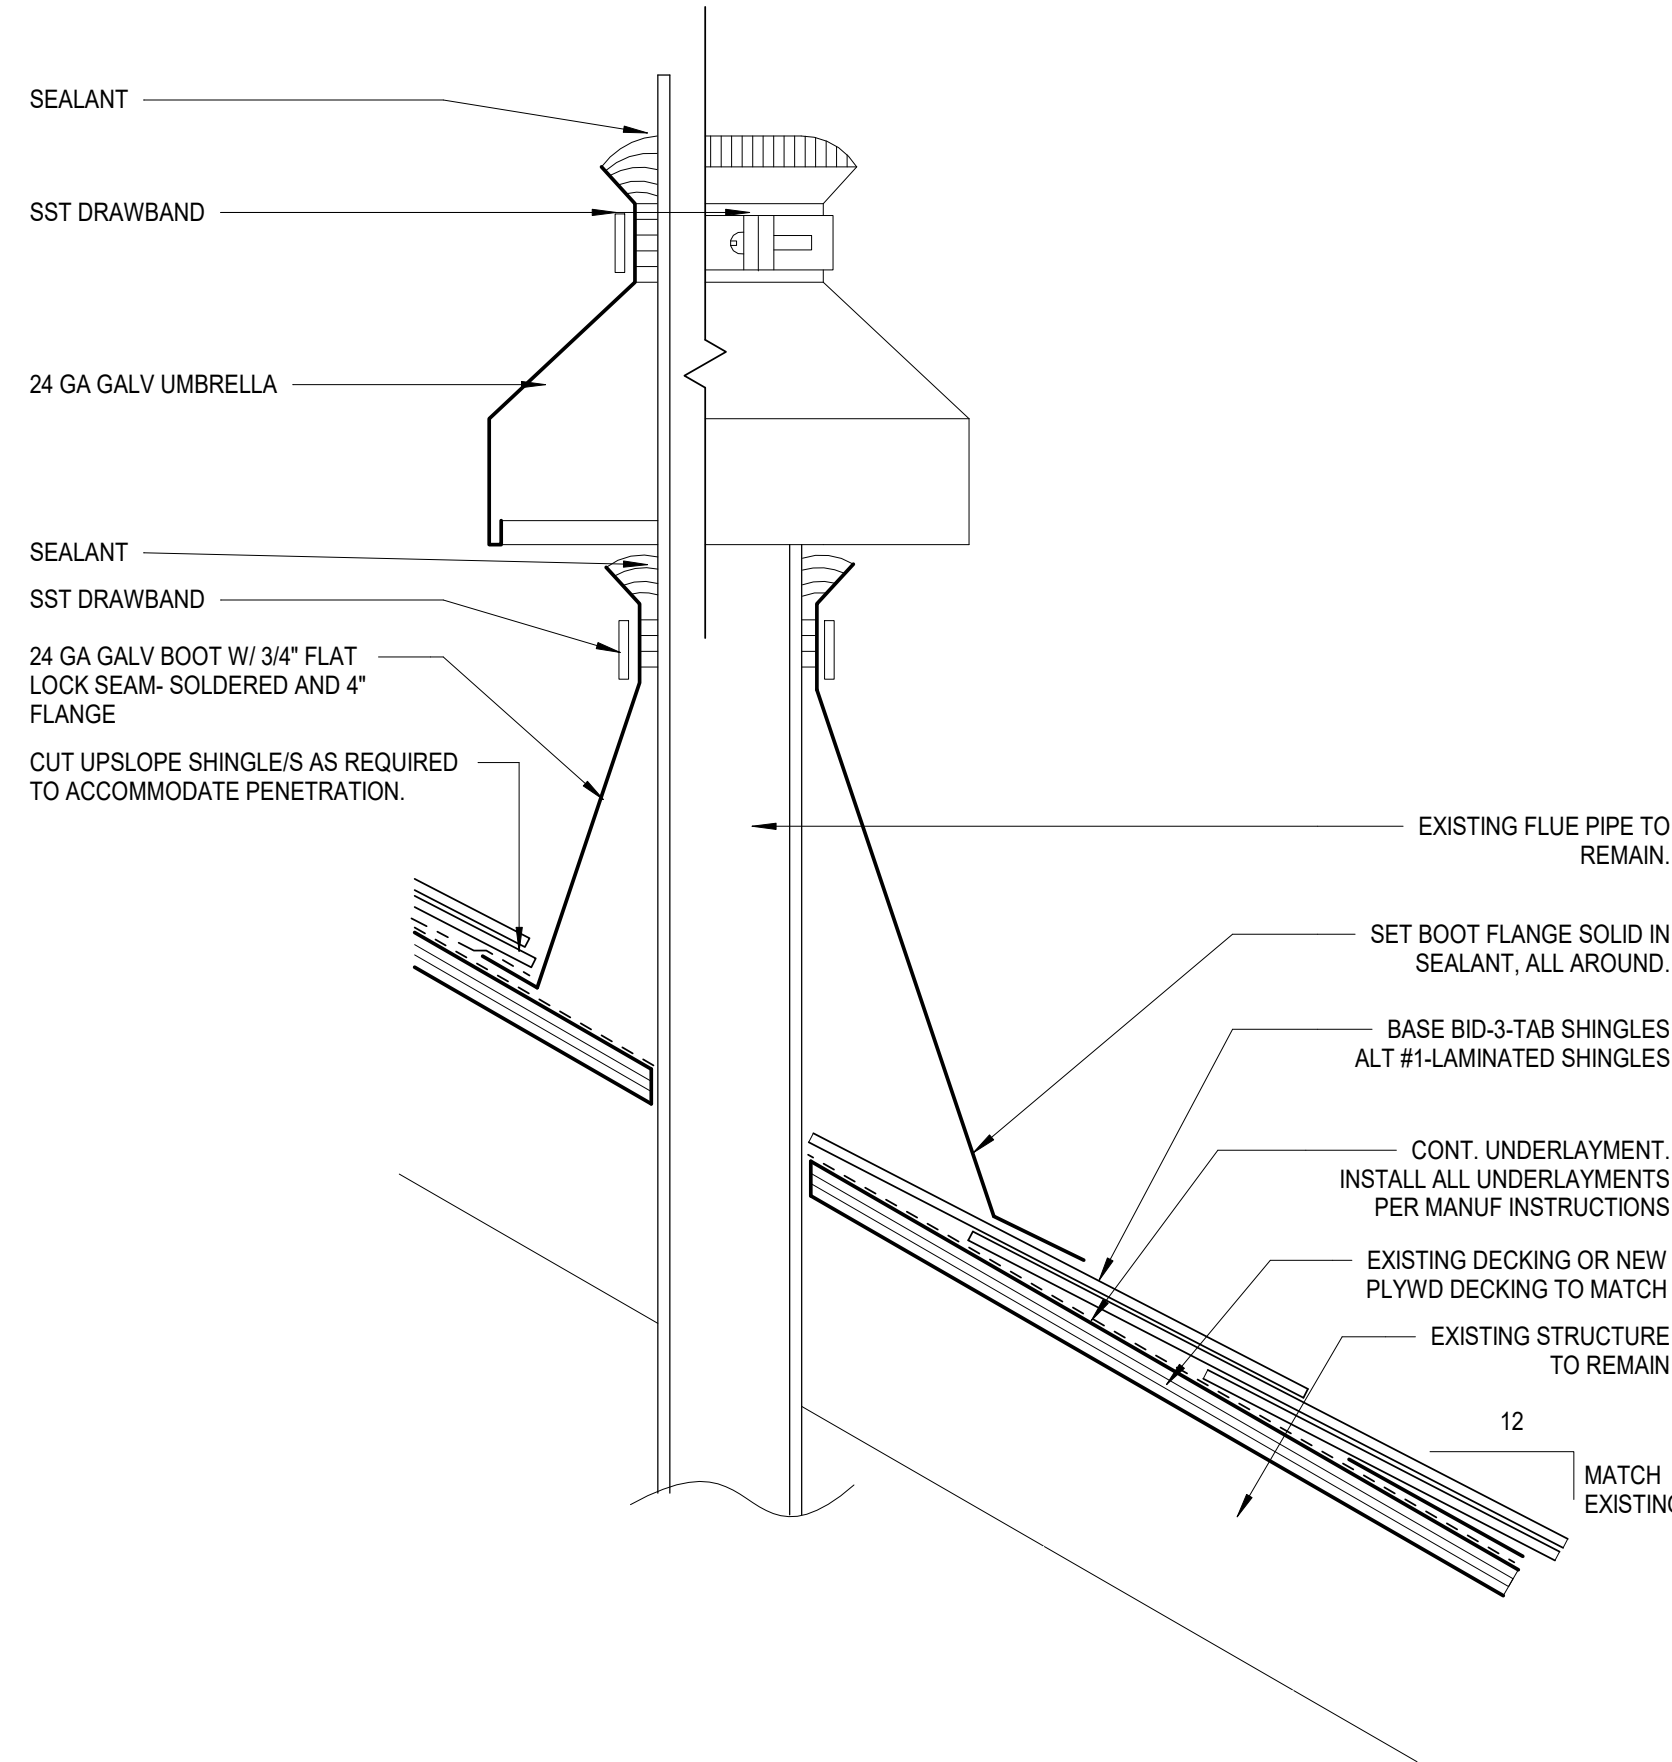 SEALANT
SST DRAWBAND
24 GA GALV UMBRELLA
SEALANT
SST DRAWBAND
24 GA GALV BOOT W/ 3/4" FLAT
LOCK SEAM- SOLDERED AND 4"
FLANGE
CUT UPSLOPE SHINGLE/S AS REQUIRED
TO ACCOMMODATE PENETRATION.
EXISTING FLUE PIPE TO
REMAIN.
SET BOOT FLANGE SOLID IN
SEALANT, ALL AROUND.
BASE BID-3-TAB SHINGLES
ALT #1-LAMINATED SHINGLES
CONT. UNDERLAYMENT.
INSTALL ALL UNDERLAYMENTS
PER MANUF INSTRUCTIONS
EXISTING DECKING OR NEW
PLYWD DECKING TO MATCH
EXISTING STRUCTURE
TO REMAIN
12
MATCH
EXISTING